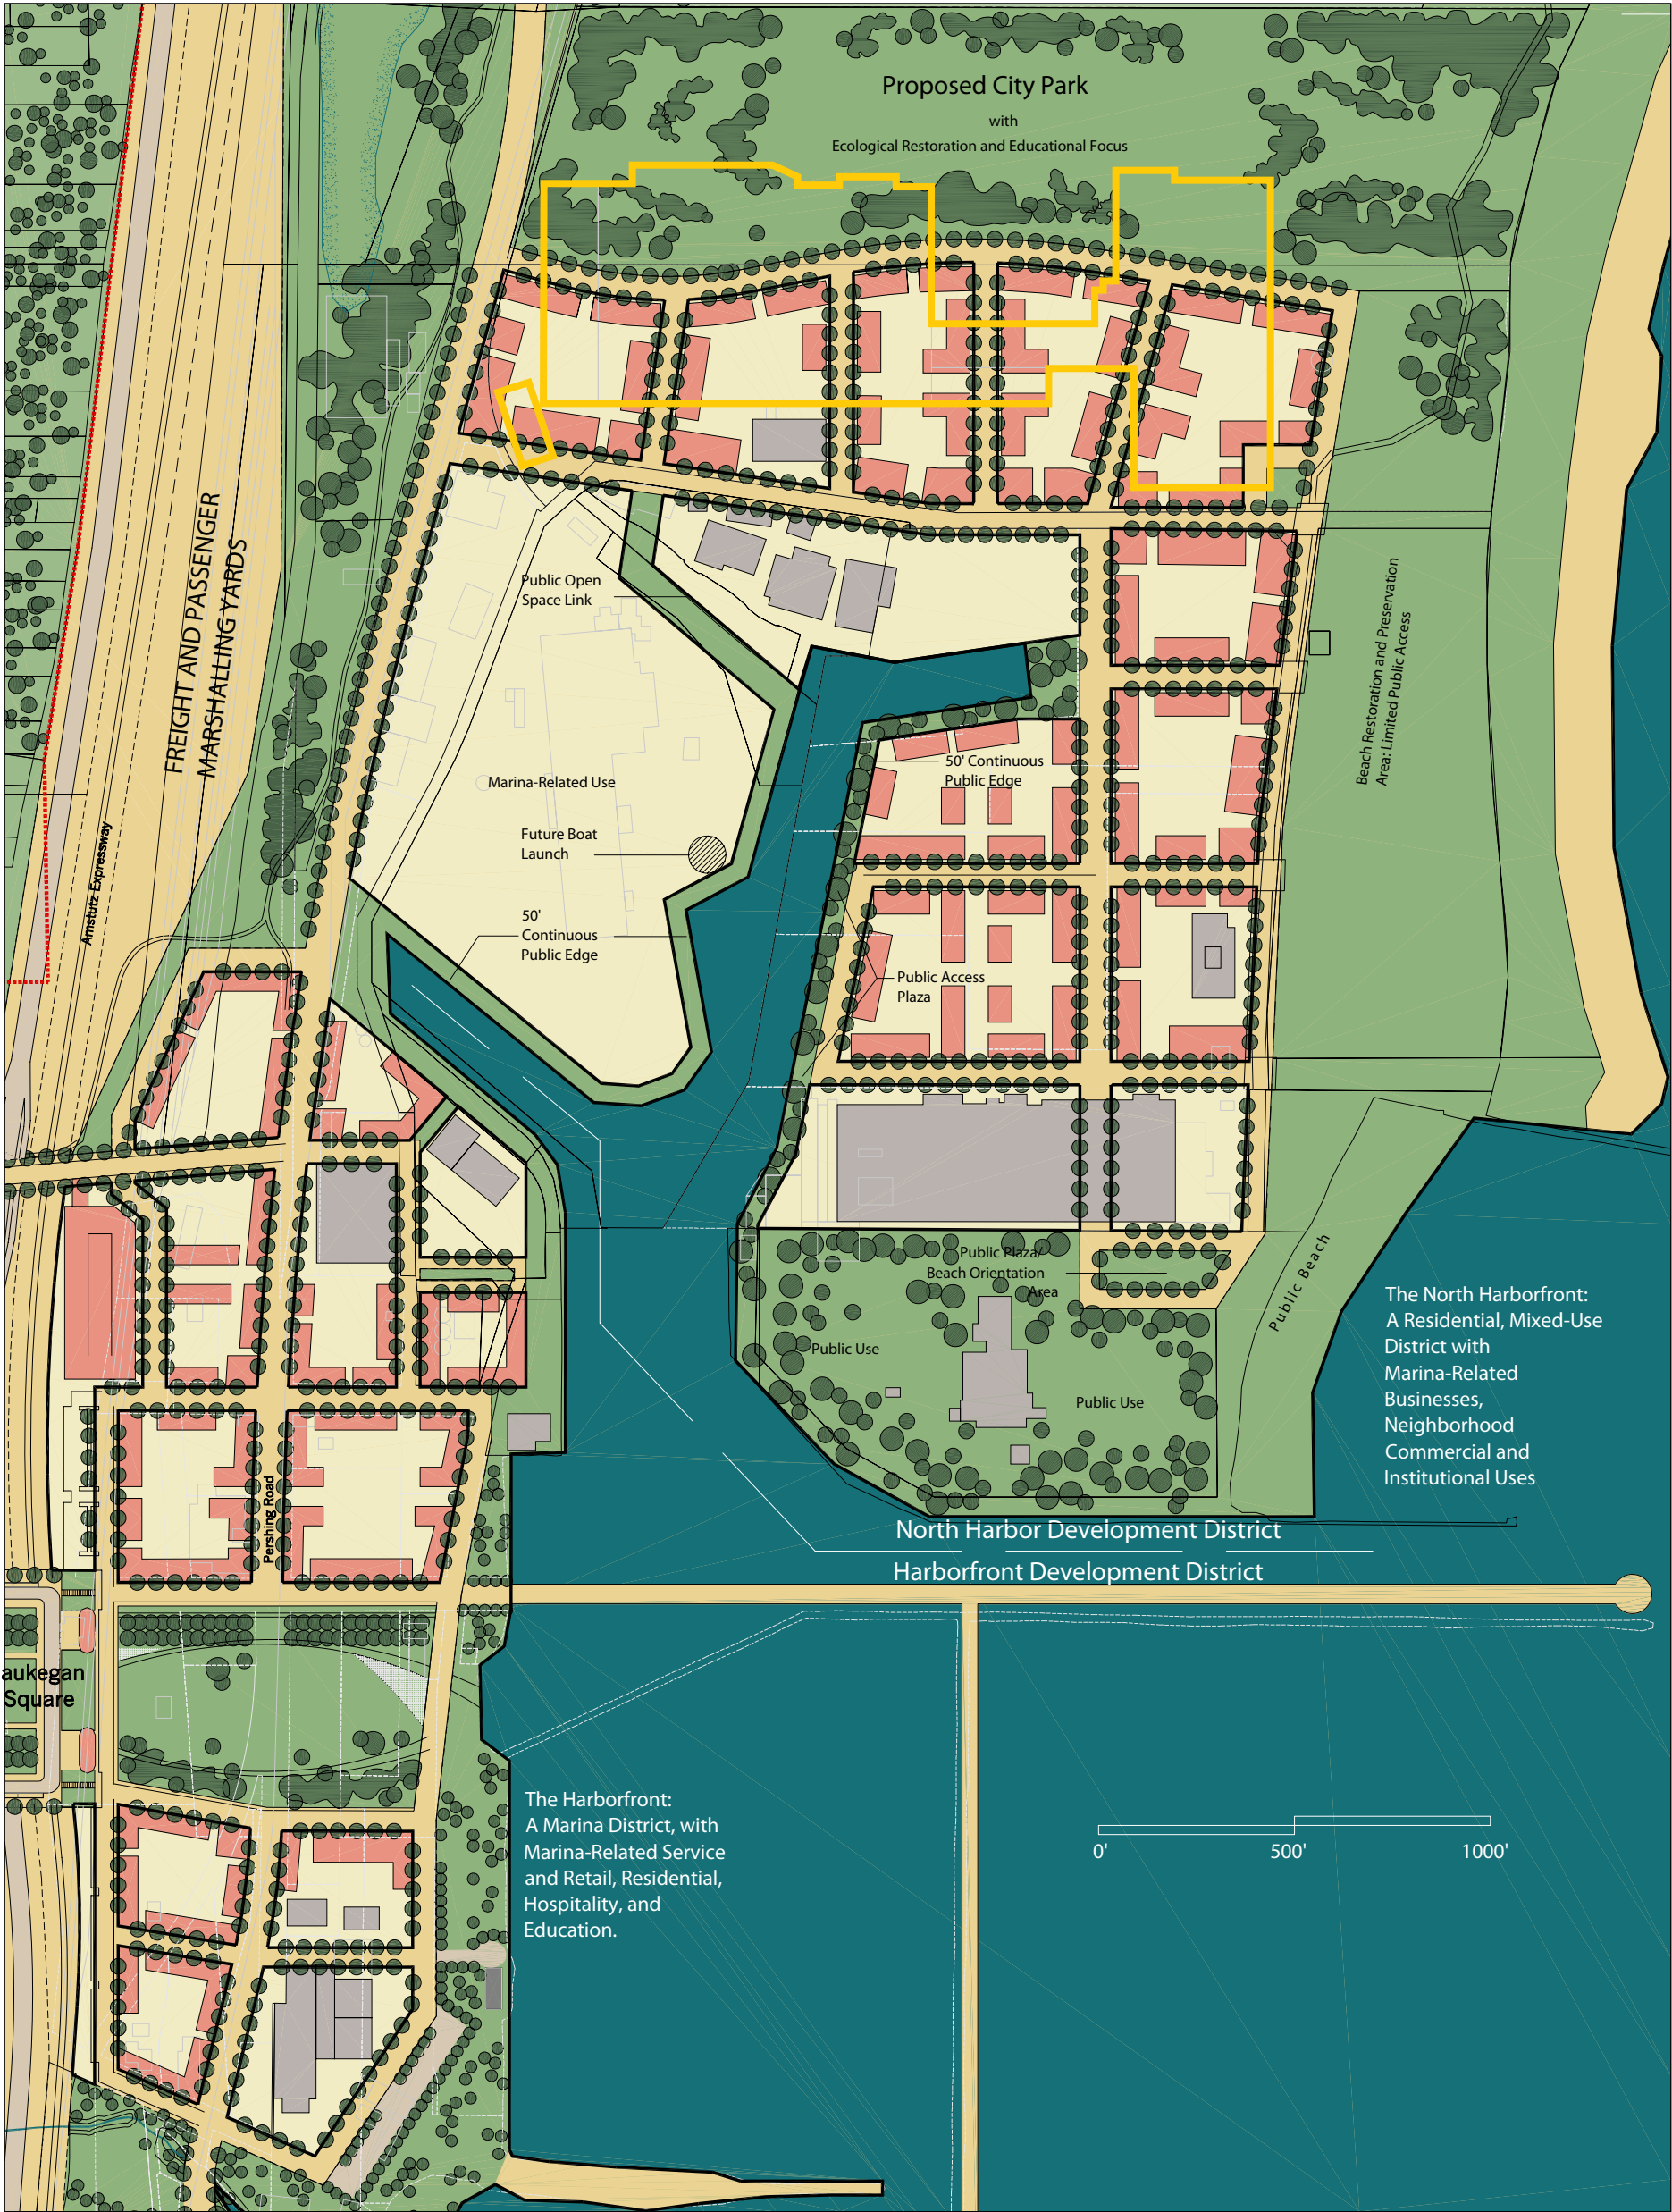 Proposed City Park
with
Ecological Restoration and Educational Focus
FREIGHT AND PASSENGER
MARSHALLING YARDS
Amstutz Expressway
Public Open
Space Link
Marina-Related Use
Future Boat
Launch
50'
Continuous
Public Edge
50' Continuous
Public Edge
Public Access
Plaza
Beach Restoration and Preservation
Area: Limited Public Access
Public Plaza/
Beach Orientation
Area
Public Use
Public Use
Public Beach
The North Harborfront:
A Residential, Mixed-Use
District with
Marina-Related
Businesses,
Neighborhood
Commercial and
Institutional Uses
Pershing Road
North Harbor Development District
Harborfront Development District
aukegan
Square
The Harborfront:
A Marina District, with
Marina-Related Service
and Retail, Residential,
Hospitality, and
Education.
0' 500' 1000'